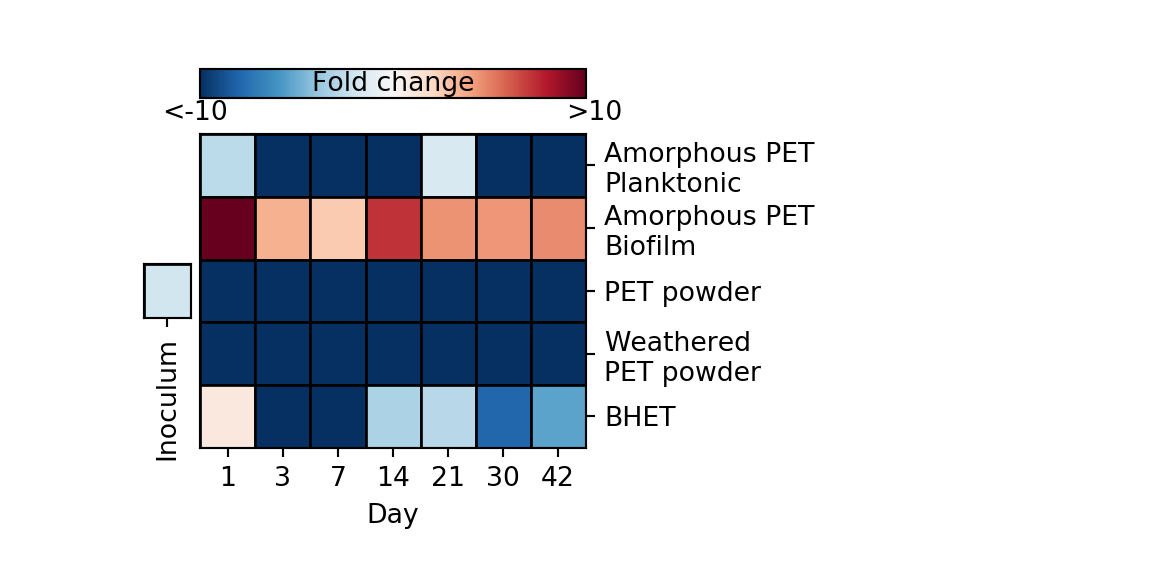 Fold change
<-10
>10
Amorphous PET
Planktonic
Amorphous PET
Biofilm
PET powder
Weathered
PET powder
BHET
Inoculum
1 3 7 14 21 30 42
Day